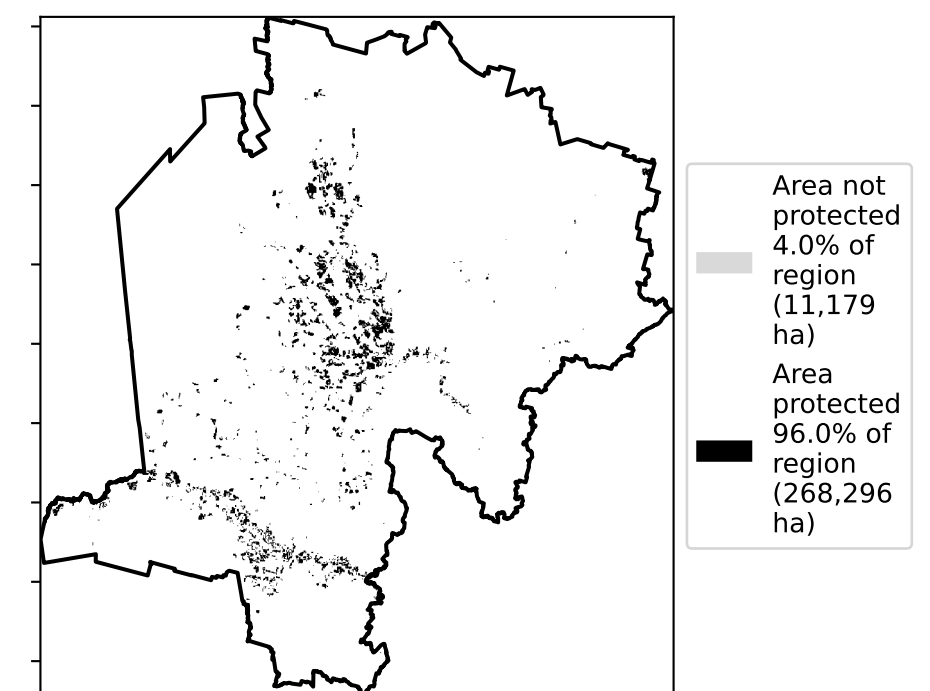 Area not
protected
4.0% of
region
(11,179
ha)
Area
protected
96.0% of
region
(268,296
ha)